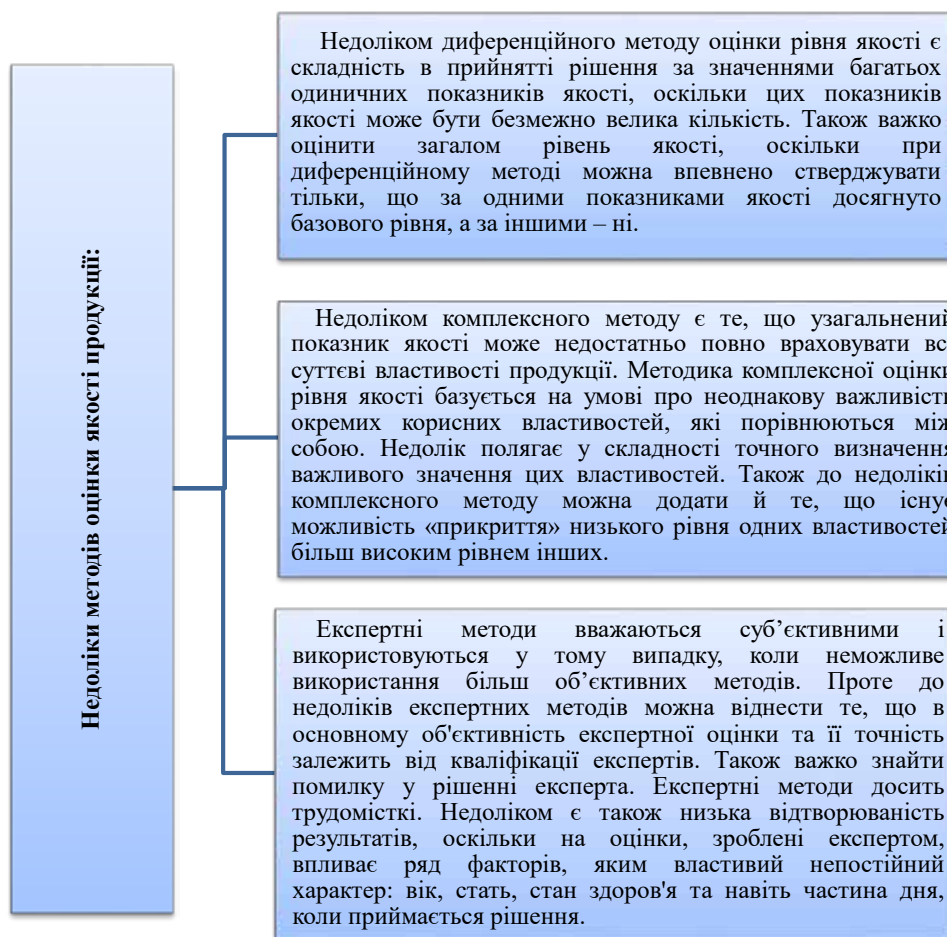 Недоліки методів оцінки якості продукції:
Недоліком диференційного методу оцінки рівня якості є
складність в прийнятті рішення за значеннями багатьох
одиничних показників якості, оскільки цих показників
якості може бути безмежно велика кількість. Також важко
оцінити загалом рівень якості, оскільки при
диференційному методі можна впевнено стверджувати
тільки, що за одними показниками якості досягнуто
базового рівня, а за іншими – ні.
Недоліком комплексного методу є те, що узагальнений
показник якості може недостатньо повно враховувати вс
суттєві властивості продукції. Методика комплексної оцінки
рівня якості базується на умові про неоднакову важливість
окремих корисних властивостей, які порівнюються між
собою. Недолік полягає у складності точного визначення
важливого значення цих властивостей. Також до недолікі
комплексного методу можна додати й те, що існує
можливість «прикриття» низького рівня одних властивостей
більш високим рівнем інших.
Експертні методи вважаються суб’єктивними і
використовуються у тому випадку, коли неможливе
використання більш об’єктивних методів. Проте до
недоліків експертних методів можна віднести те, що в
основному об'єктивність експертної оцінки та її точність
залежить від кваліфікації експертів. Також важко знайти
помилку у рішенні експерта. Експертні методи досить
трудомісткі. Недоліком є також низька відтворюваність
результатів, оскільки на оцінки, зроблені експертом,
впливає ряд факторів, яким властивий непостійний
характер: вік, стать, стан здоров'я та навіть частина дня,
коли приймається рішення.